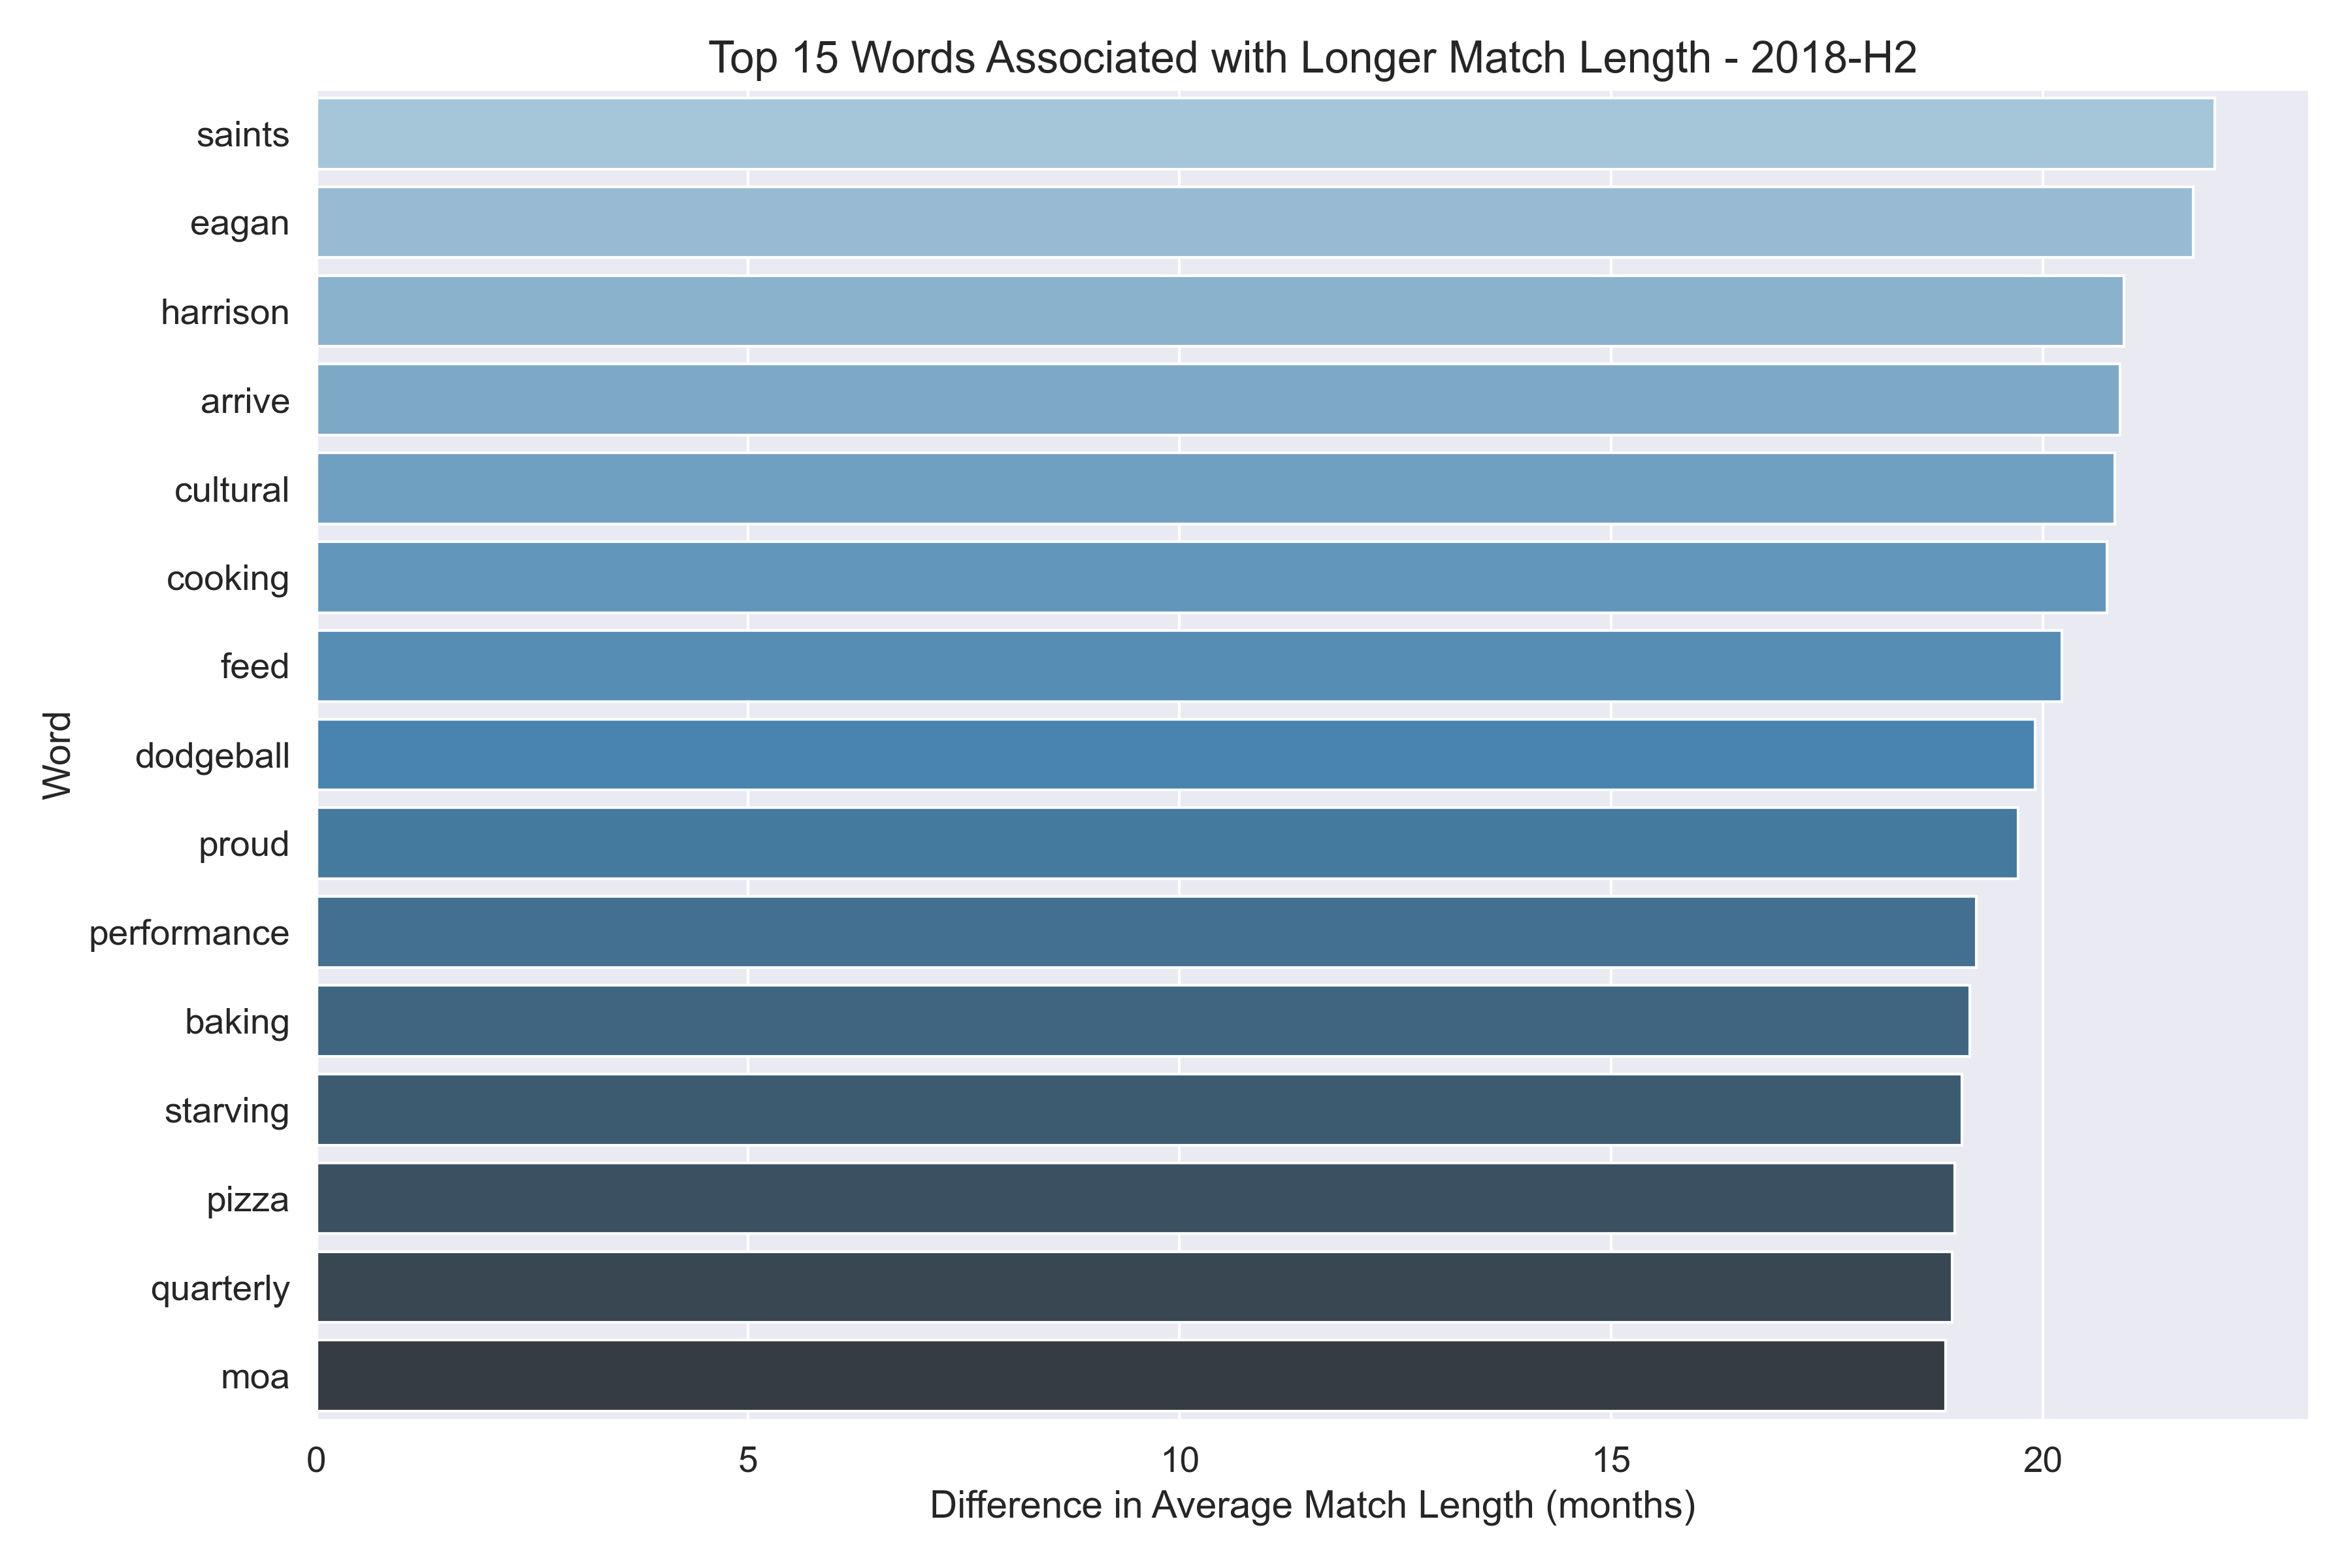 Top 15 Words Associated with Longer Match Length - 2018-H2
saints
eagan
harrison
arrive
cultural
cooking
feed
dodgeball
proud
performance
baking
starving
pizza
quarterly
moa
Word
0 5 10 15 20
Difference in Average Match Length (months)